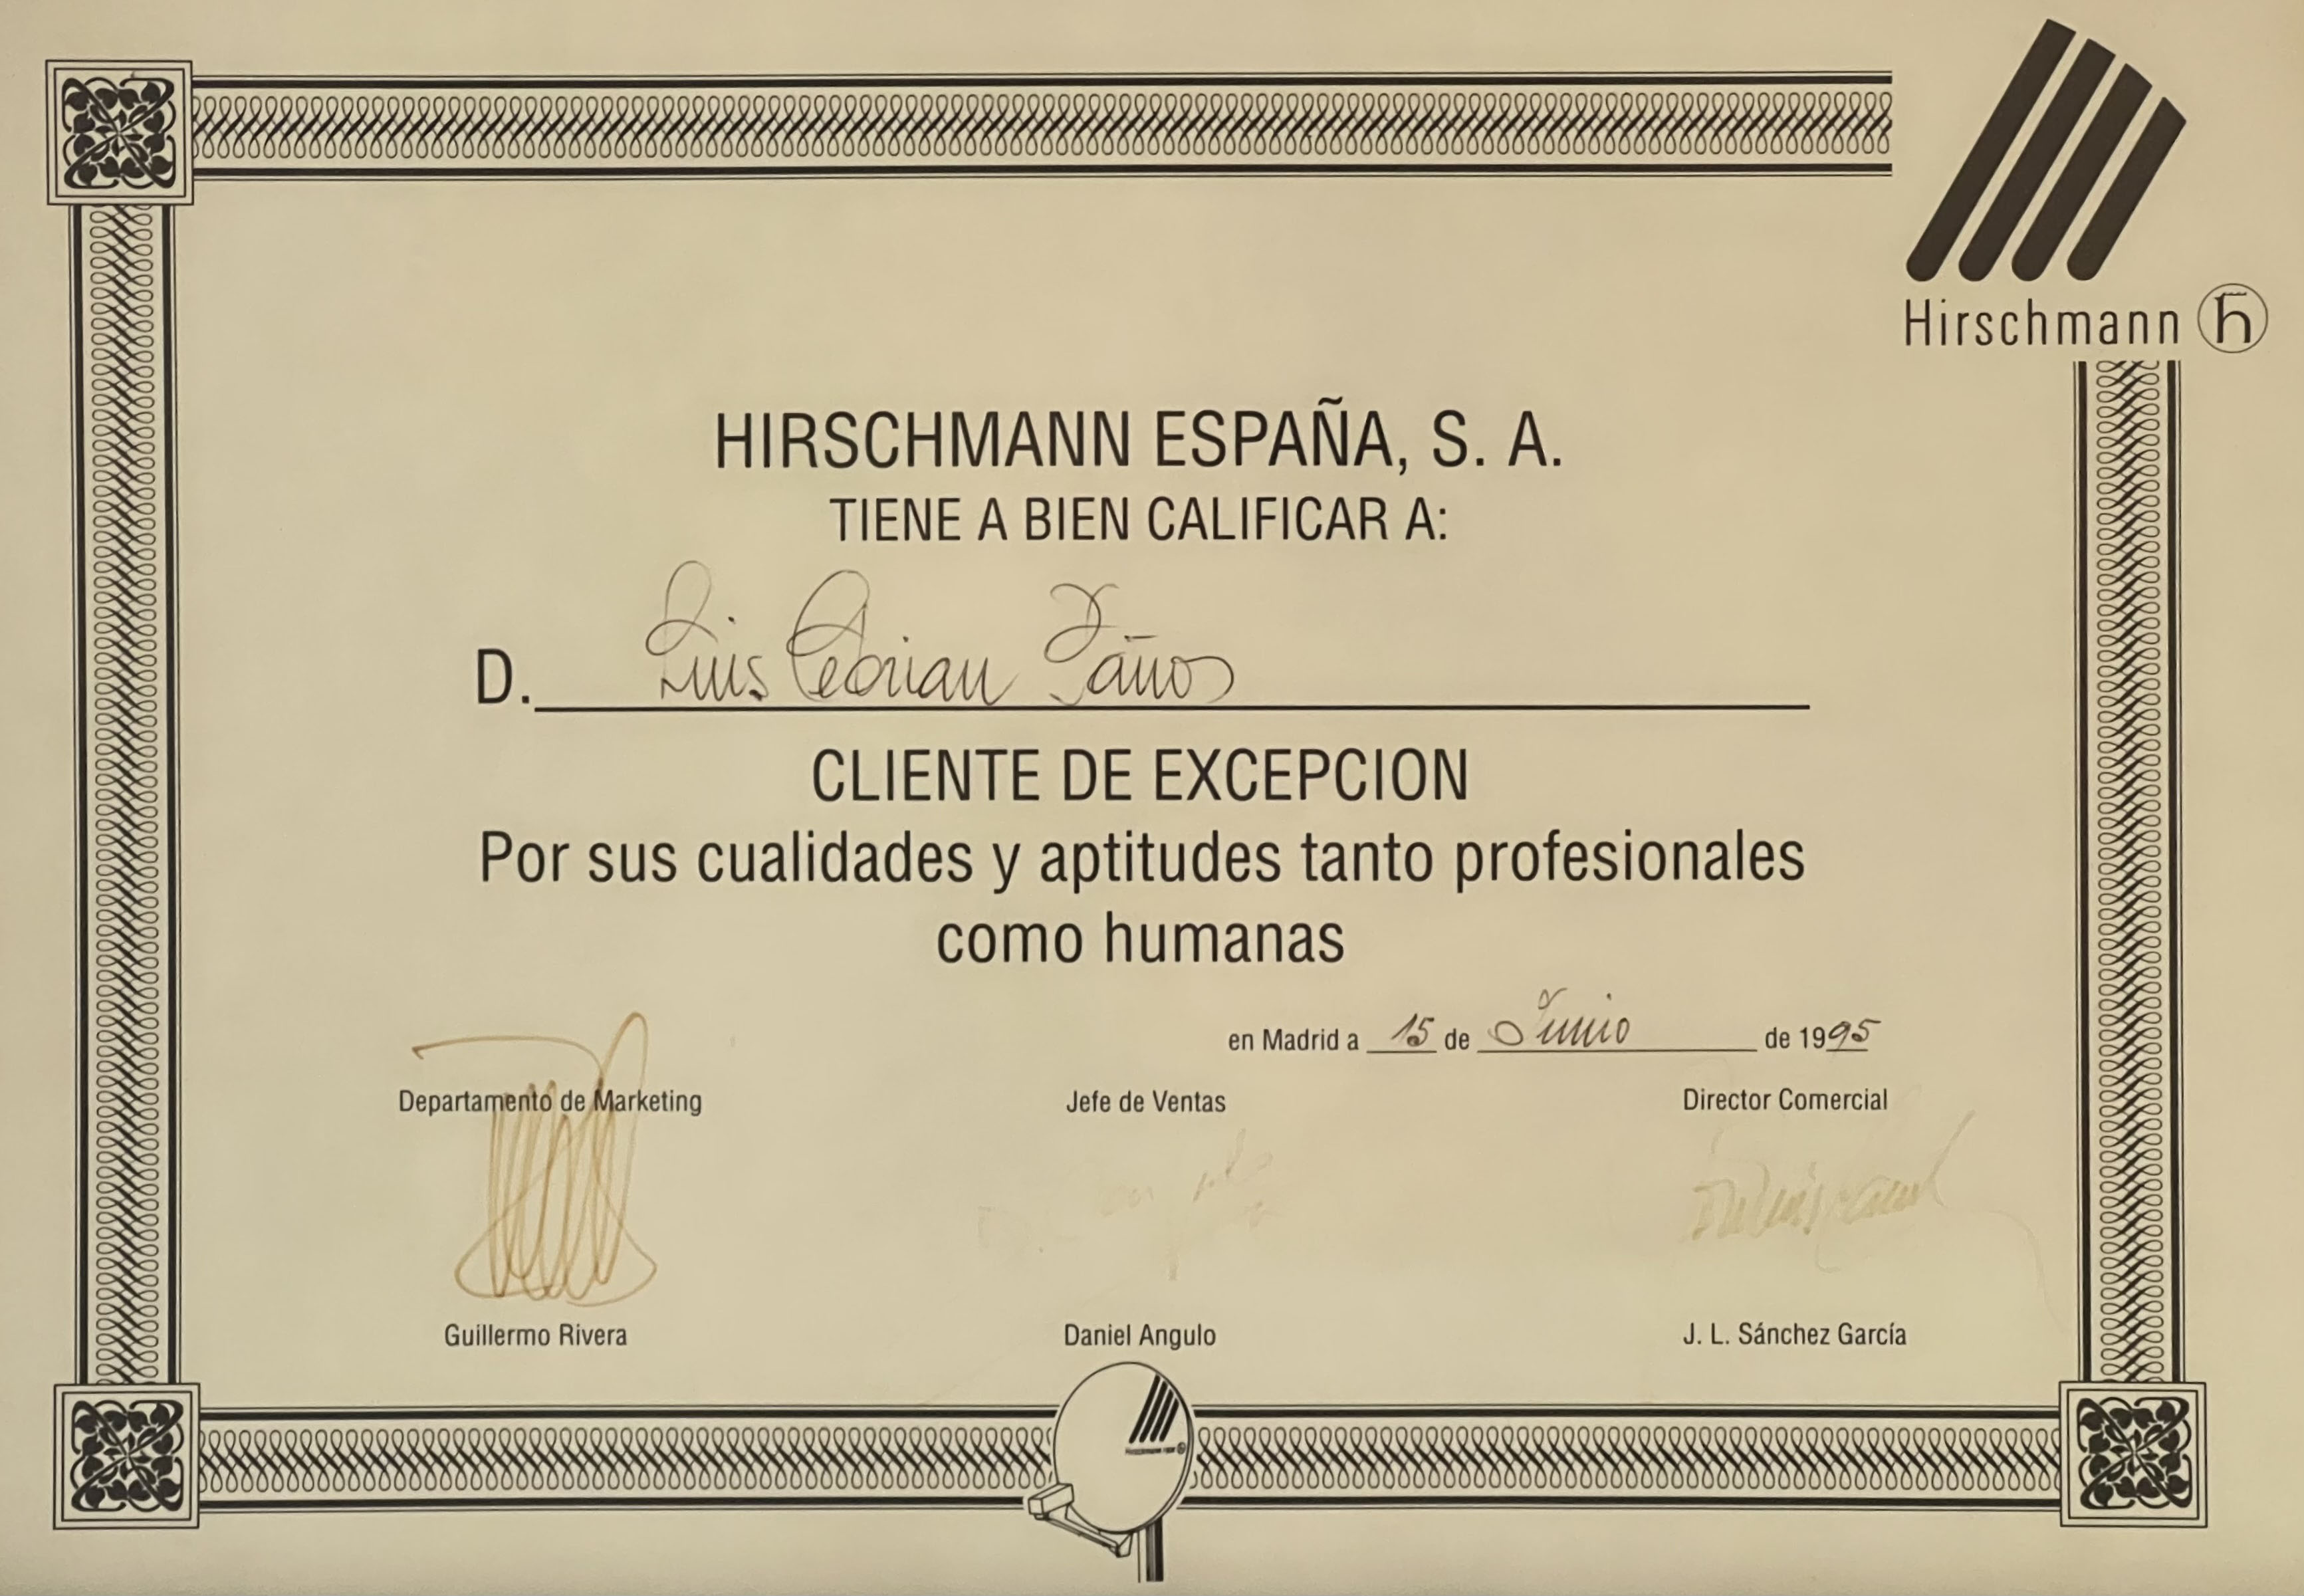 Hirschmann h
HIRSCHMANN ESPAÑA, S. A.
TIENE A BIEN CALIFICAR A:
D. Luis Cebrian Yaños
CLIENTE DE EXCEPCION
Por sus cualidades y aptitudes tanto profesionales
como humanas
en Madrid a 15 de Junio de 1995
Departamento de Marketing Jefe de Ventas Director Comercial
Guillermo Rivera Daniel Angulo J. L. Sánchez García